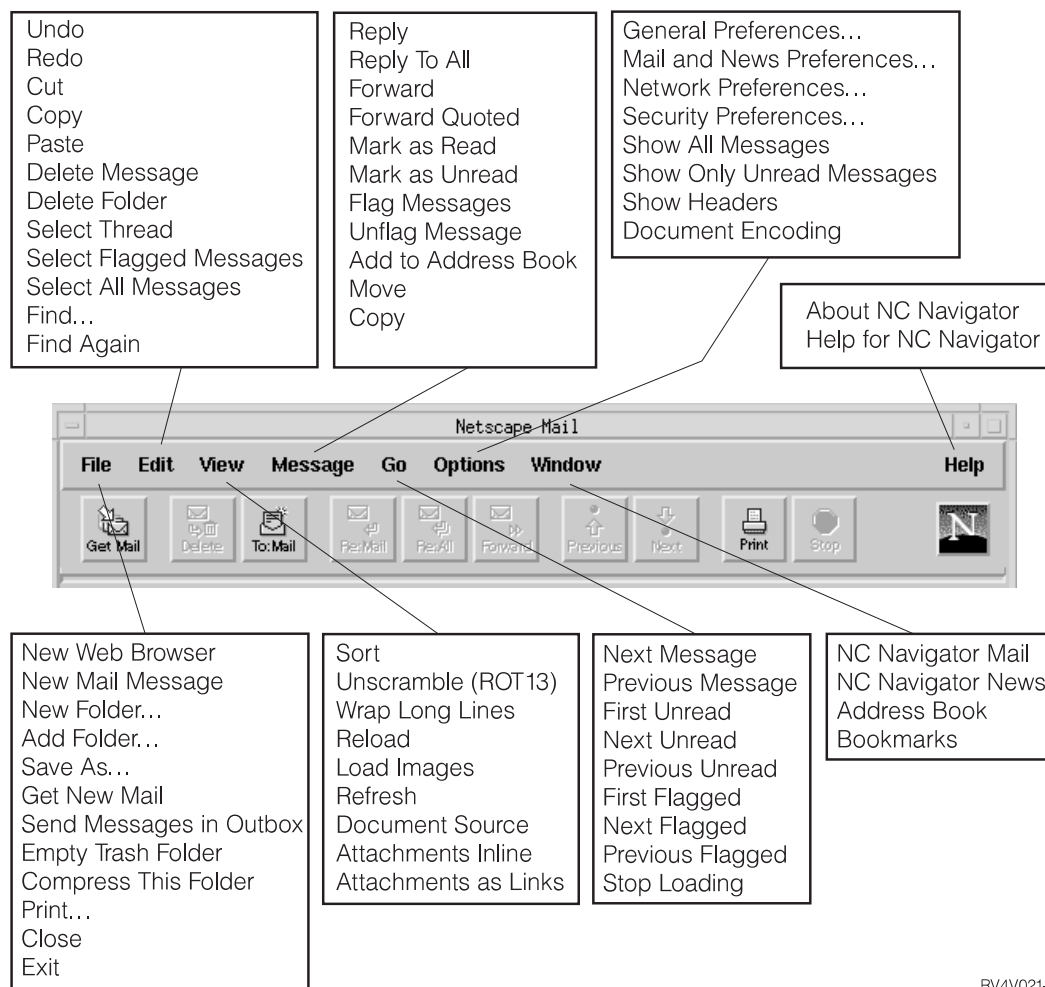 Undo
Redo
Cut
Copy
Paste
Delete Message
Delete Folder
Select Thread
Select Flagged Messages
Select All Messages
Find...
Find Again
Reply
Reply To All
Forward
Forward Quoted
Mark as Read
Mark as Unread
Flag Messages
Unflag Message
Add to Address Book
Move
Copy
General Preferences...
Mail and News Preferences...
Network Preferences...
Security Preferences...
Show All Messages
Show Only Unread Messages
Show Headers
Document Encoding
About NC Navigator
Help for NC Navigator
Netscape Mail
File Edit View Message Go Options Window Help
Get Mail Delete To:Mail Re:Mail Re:All Forward Previous Next Print Stop N
New Web Browser
New Mail Message
New Folder...
Add Folder...
Save As...
Get New Mail
Send Messages in Outbox
Empty Trash Folder
Compress This Folder
Print...
Close
Exit
Sort
Unscramble (ROT13)
Wrap Long Lines
Reload
Load Images
Refresh
Document Source
Attachments Inline
Attachments as Links
Next Message
Previous Message
First Unread
Next Unread
Previous Unread
First Flagged
Next Flagged
Previous Flagged
Stop Loading
NC Navigator Mail
NC Navigator News
Address Book
Bookmarks